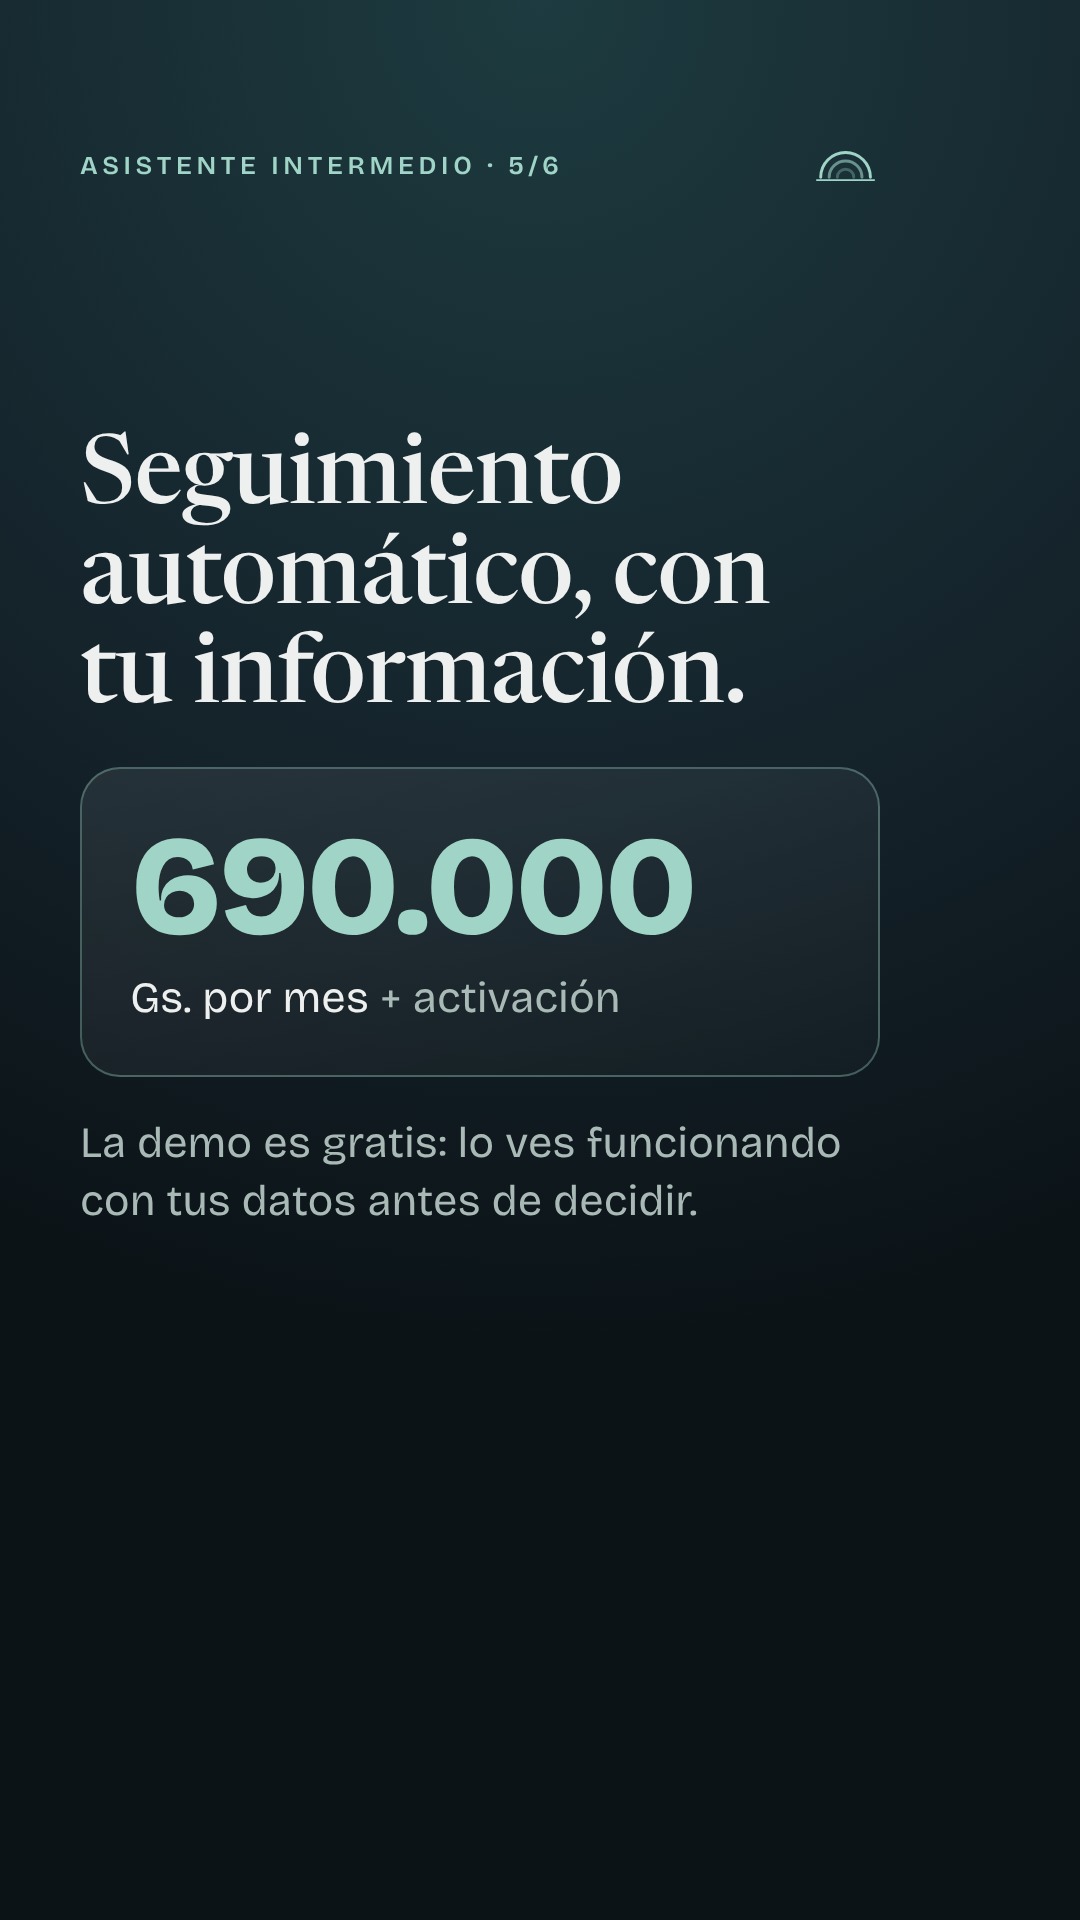 ASISTENTE INTERMEDIO · 5/6
Seguimiento
automático, con
tu información.
690.000
Gs. por mes + activación
La demo es gratis: lo ves funcionando
con tus datos antes de decidir.